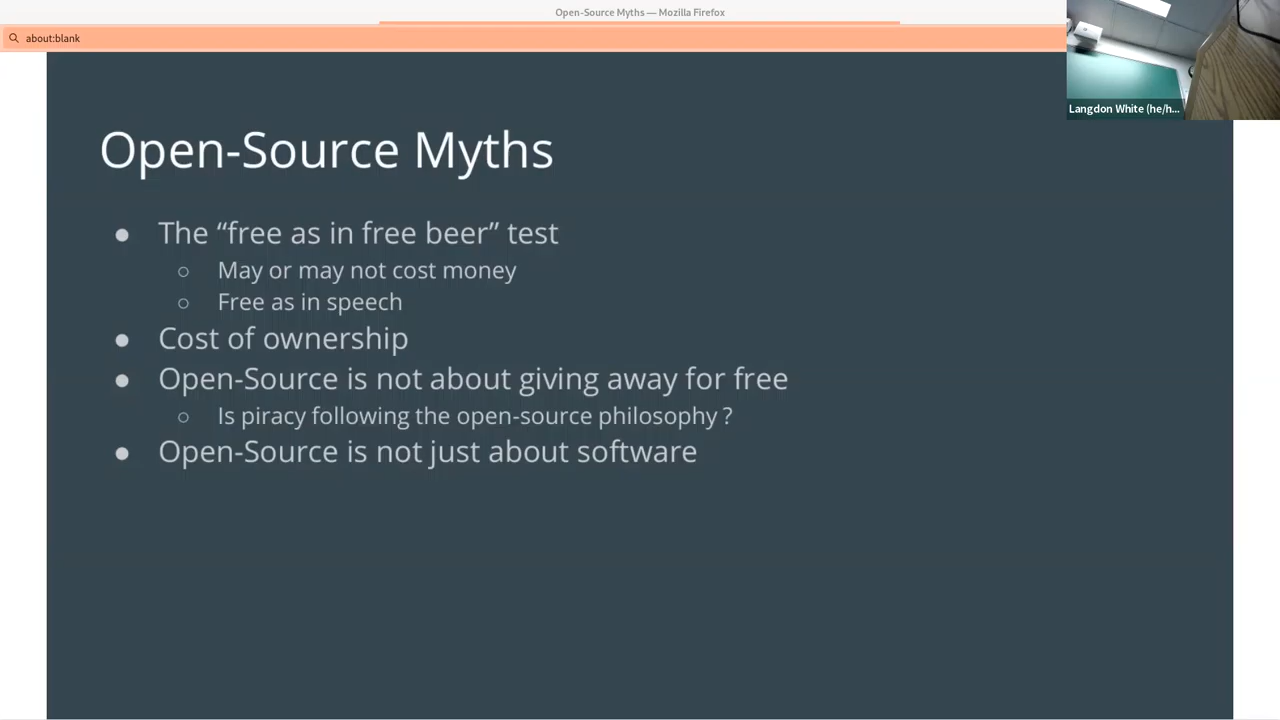 Open-Source Myths — Mozilla Firefox
about:blank
Langdon White (he/h...
Open-Source Myths
● The “free as in free beer” test
○ May or may not cost money
○ Free as in speech
● Cost of ownership
● Open-Source is not about giving away for free
○ Is piracy following the open-source philosophy ?
● Open-Source is not just about software